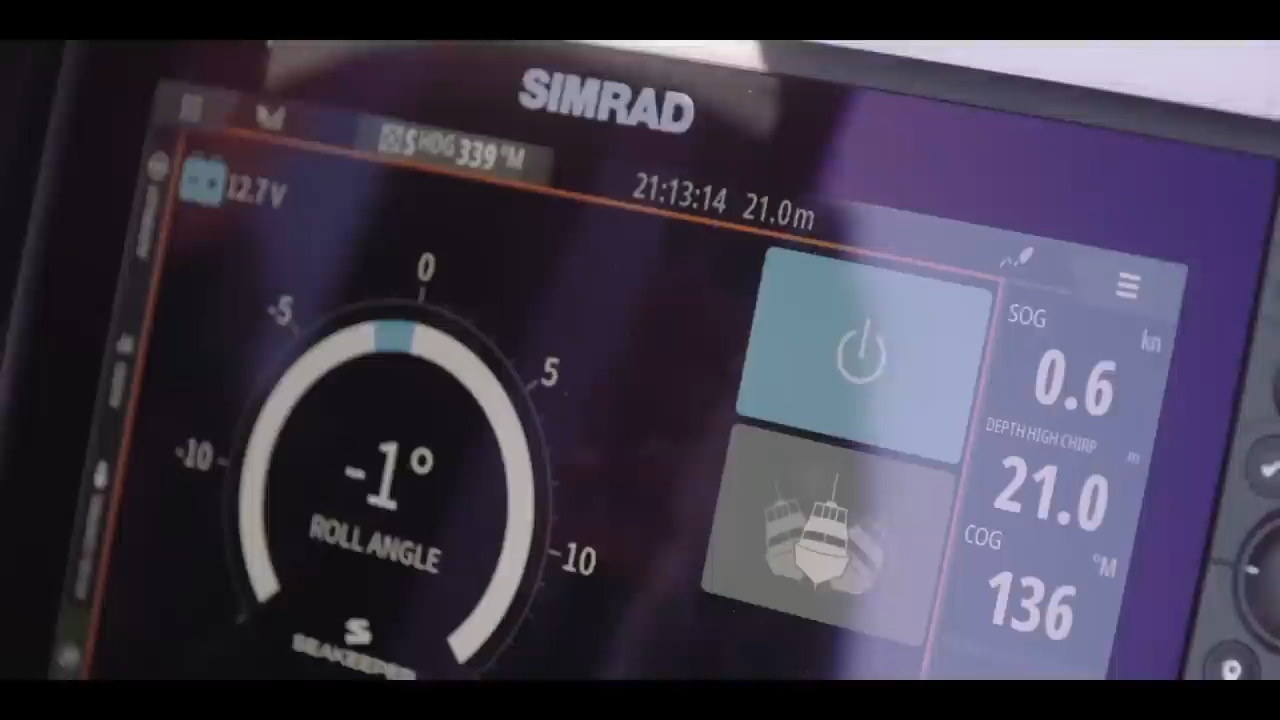 SIMRAD
S HDG 339 °M
21:13:14 21.0 m
12.7 V
0
-5
5
-10
10
-1°
ROLL ANGLE
SEAKEEPER
SOG
kn
0.6
DEPTH HIGH CHIRP
m
21.0
COG
°M
136